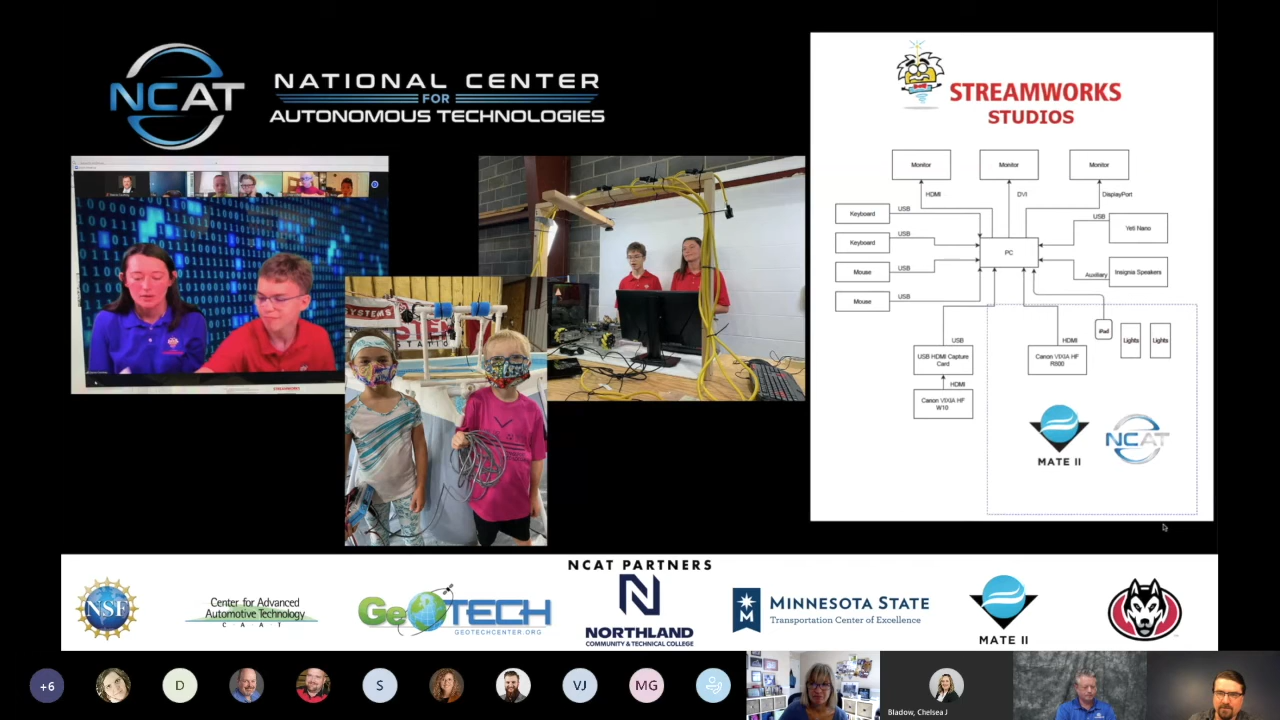 NCAT
NATIONAL CENTER
FOR
AUTONOMOUS TECHNOLOGIES
STREAMWORKS
STUDIOS
Monitor
Monitor
Monitor
HDMI
DVI
DisplayPort
Keyboard
USB
USB
Yeti Nano
Keyboard
USB
PC
Mouse
USB
Auxiliary
Insignia Speakers
Mouse
USB
iPad
Lights
Lights
USB
HDMI
USB HDMI Capture
Card
Canon VIXIA HF
R800
HDMI
Canon VIXIA HF
W10
MATE II
NCAT
NCAT PARTNERS
NSF
Center for Advanced
Automotive Technology
C A A T
GeoTECH
GEOTECHCENTER.ORG
N
NORTHLAND
COMMUNITY & TECHNICAL COLLEGE
M
MINNESOTA STATE
Transportation Center of Excellence
MATE II
+6
D
S
VJ
MG
Bladow, Chelsea J